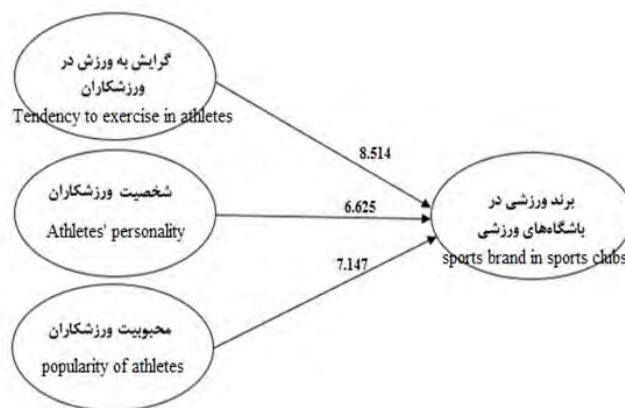 گرایش به ورزش در
ورزشکاران
Tendency to exercise in athletes
8.514
شخصیت ورزشکاران
Athletes' personality
6.625
برند ورزشی در
باشگاه‌های ورزشی
sports brand in sports clubs
7.147
محبوبیت ورزشکاران
popularity of athletes